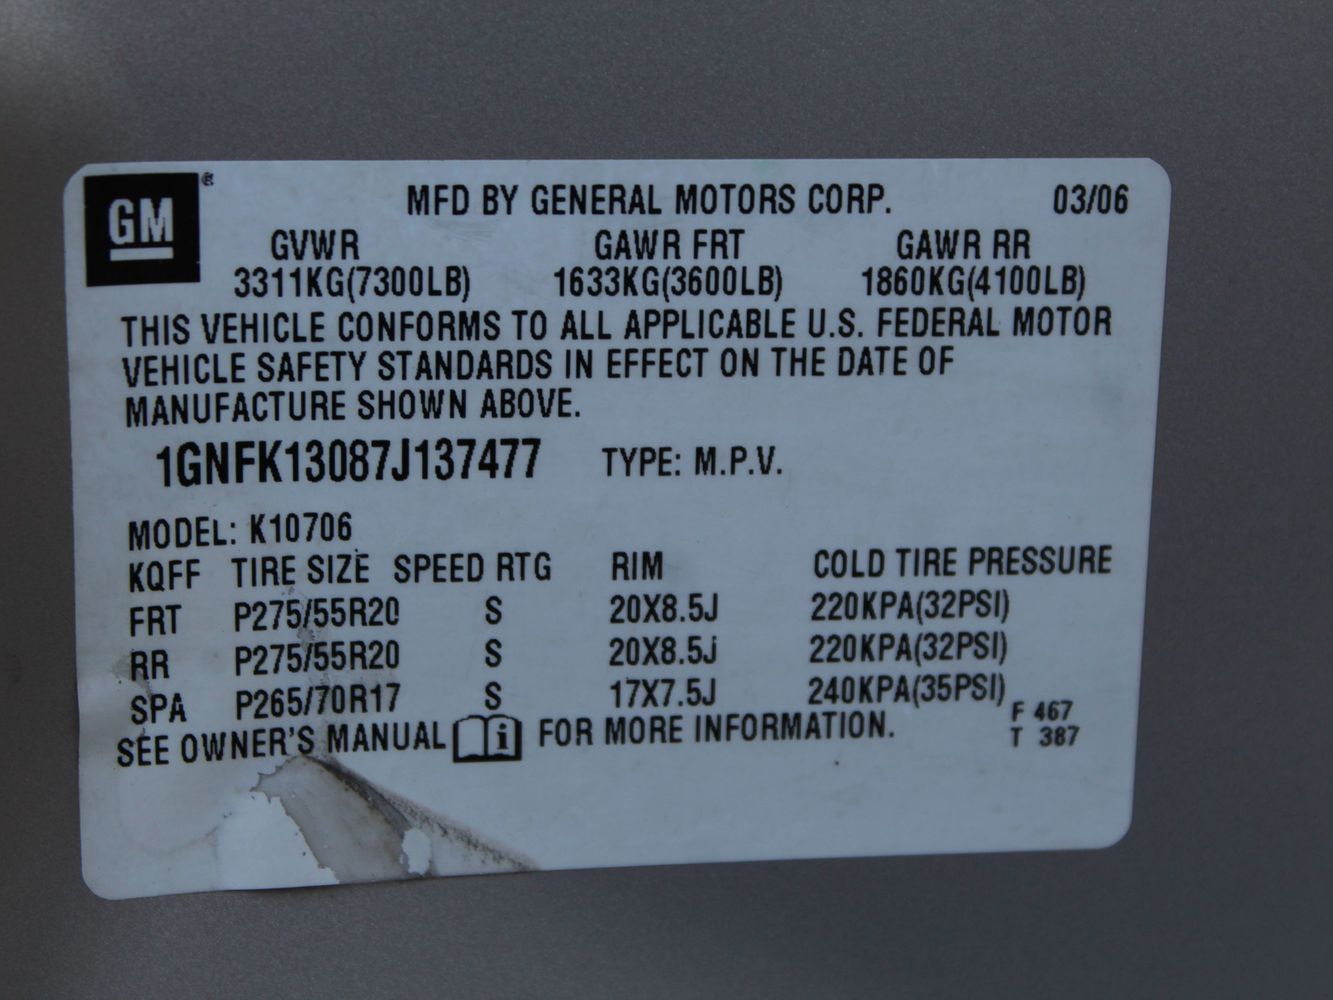 GM ® MFD BY GENERAL MOTORS CORP. 03/06
GVWR GAWR FRT GAWR RR
3311KG(7300LB) 1633KG(3600LB) 1860KG(4100LB)
THIS VEHICLE CONFORMS TO ALL APPLICABLE U.S. FEDERAL MOTOR
VEHICLE SAFETY STANDARDS IN EFFECT ON THE DATE OF
MANUFACTURE SHOWN ABOVE.
1GNFK13087J137477 TYPE: M.P.V.
MODEL: K10706
KQFF TIRE SIZE SPEED RTG RIM COLD TIRE PRESSURE
FRT P275/55R20 S 20X8.5J 220KPA(32PSI)
RR P275/55R20 S 20X8.5J 220KPA(32PSI)
SPA P265/70R17 S 17X7.5J 240KPA(35PSI)
SEE OWNER'S MANUAL i FOR MORE INFORMATION.
F 467
T 387